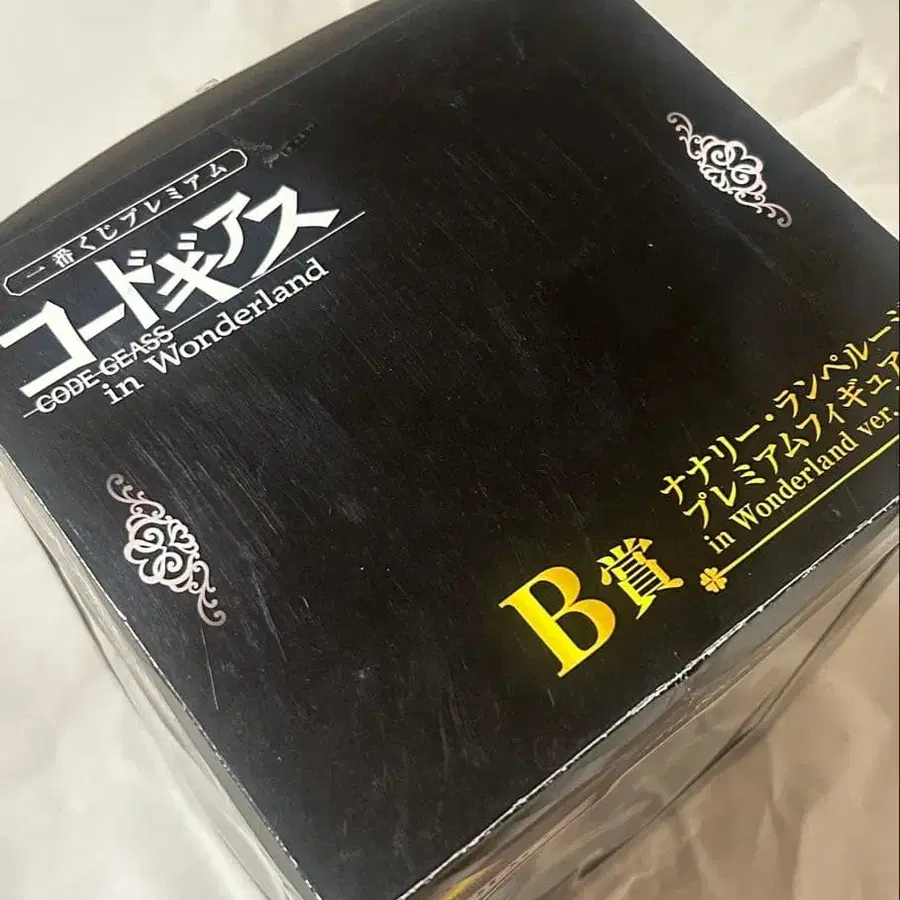 一番くじプレミアム
コードギアス
CODE GEASS
in Wonderland
ナナリー・ランペルージ
プレミアムフィギュア
in Wonderland ver.
B賞